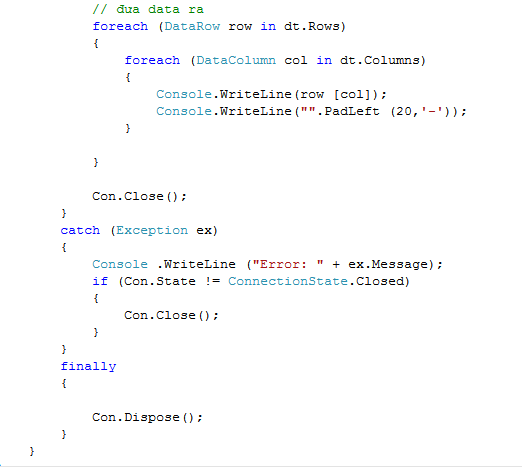 // dua data ra
foreach (DataRow row in dt.Rows)
{
foreach (DataColumn col in dt.Columns)
{
Console.WriteLine(row [col]);
Console.WriteLine("".PadLeft (20,'-'));
}
}
Con.Close();
}
catch (Exception ex)
{
Console .WriteLine ("Error: " + ex.Message);
if (Con.State != ConnectionState.Closed)
{
Con.Close();
}
}
finally
{
Con.Dispose();
}
}